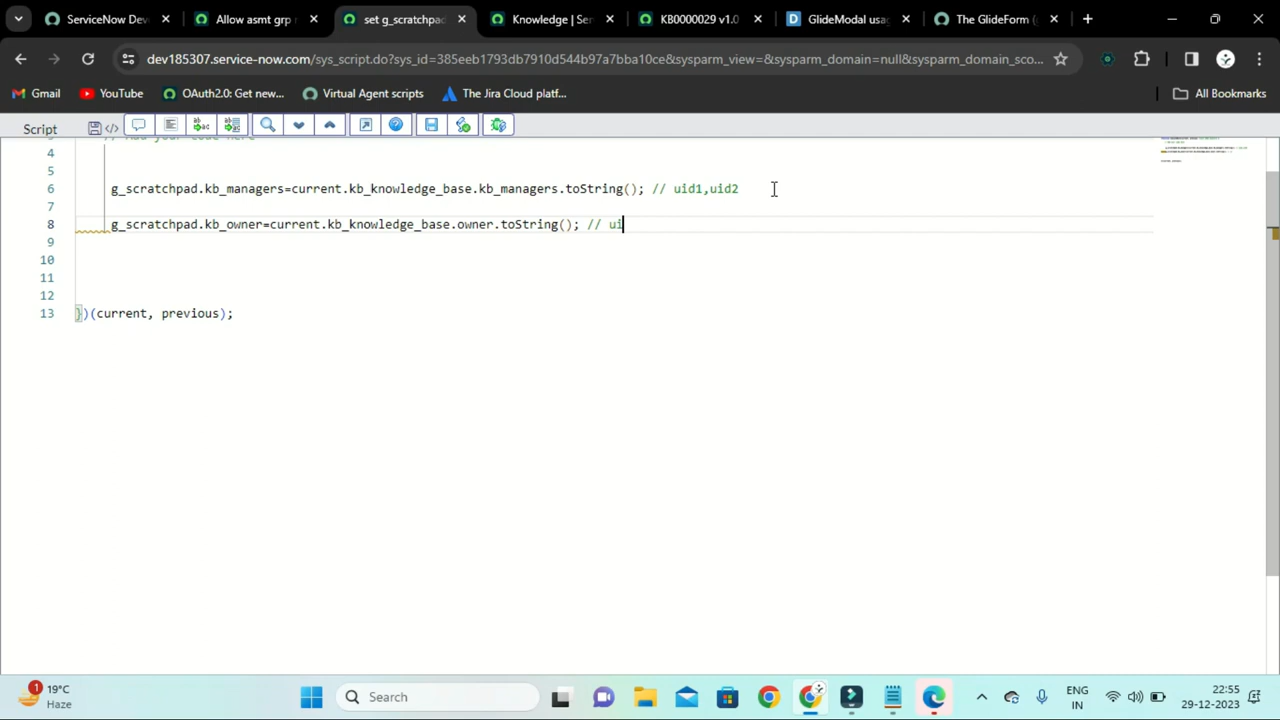 ServiceNow Dev
Allow asmt grp
set g_scratchpad
Knowledge | Ser
KB0000029 v1.0
GlideModal usag
The GlideForm (g
dev185307.service-now.com/sys_script.do?sys_id=385eeb1793db7910d544b97a7bba10ce&sysparm_view=&sysparm_domain=null&sysparm_domain_sco...
Gmail
YouTube
OAuth2.0: Get new...
Virtual Agent scripts
The Jira Cloud platf...
All Bookmarks
Script
4
5
6 g_scratchpad.kb_managers=current.kb_knowledge_base.kb_managers.toString(); // uid1,uid2
7
8 g_scratchpad.kb_owner=current.kb_knowledge_base.owner.toString(); // ui
9
10
11
12
13 })(current, previous);
1
19°C
Haze
Search
ENG
IN
22:55
29-12-2023